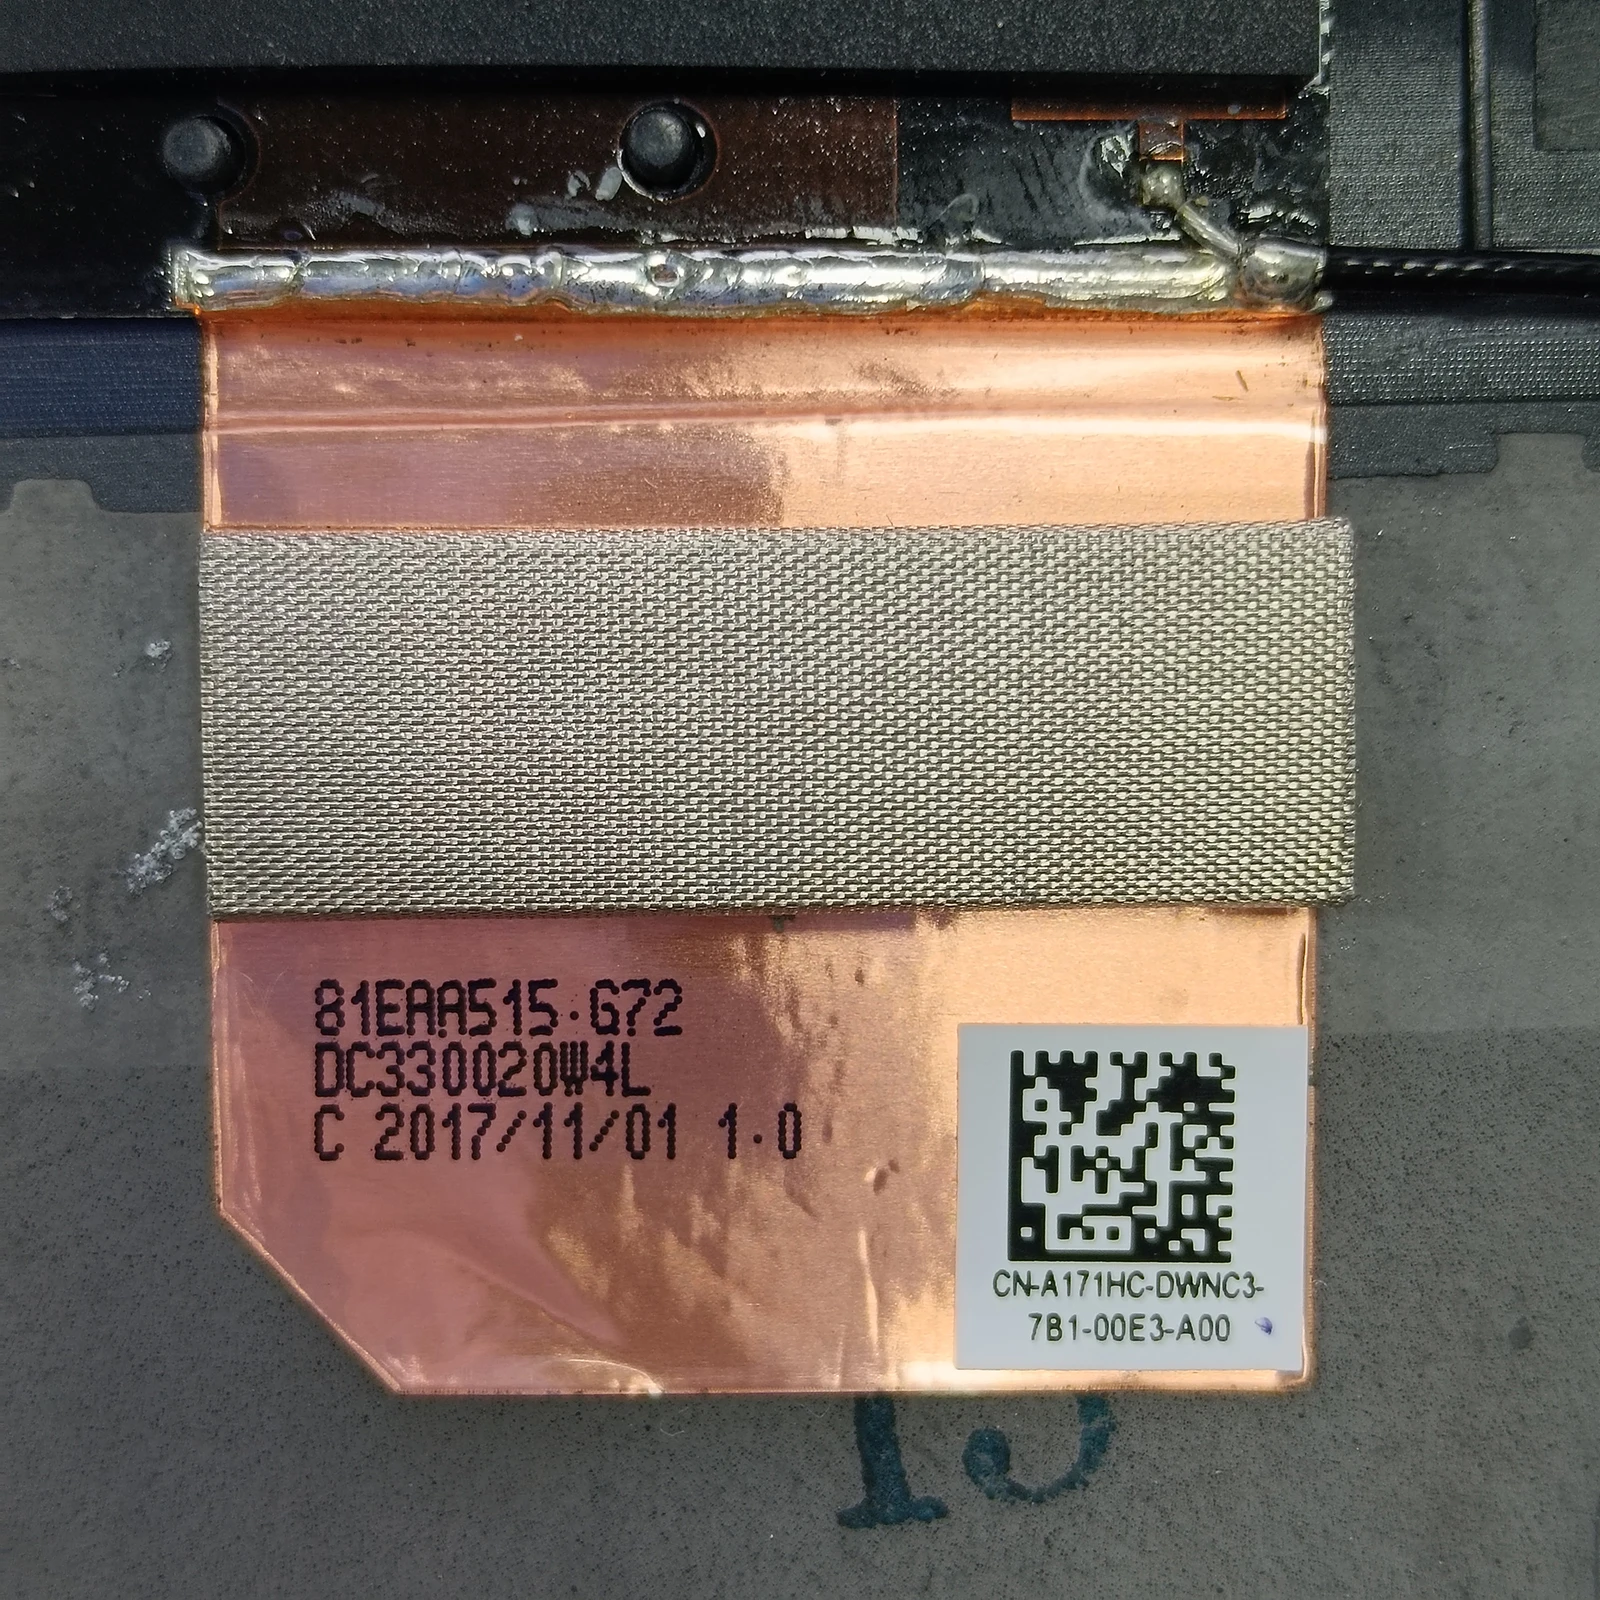 81EAA515.G72
DC330020W4L
C 2017/11/01 1.0
CN-A171HC-DWNC3-
7B1-00E3-A00